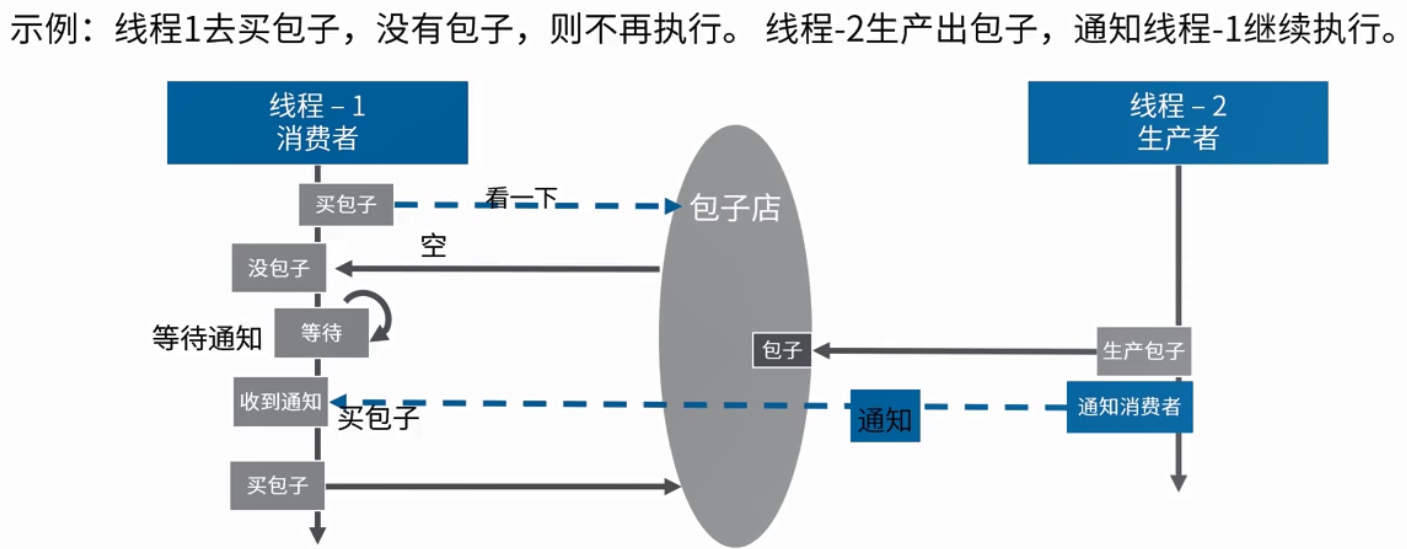 示例：线程1去买包子，没有包子，则不再执行。 线程-2生产出包子，通知线程-1继续执行。
线程 – 1
消费者
线程 – 2
生产者
买包子
看一下
包子店
没包子
空
等待通知
等待
包子
生产包子
收到通知
买包子
通知
通知消费者
买包子